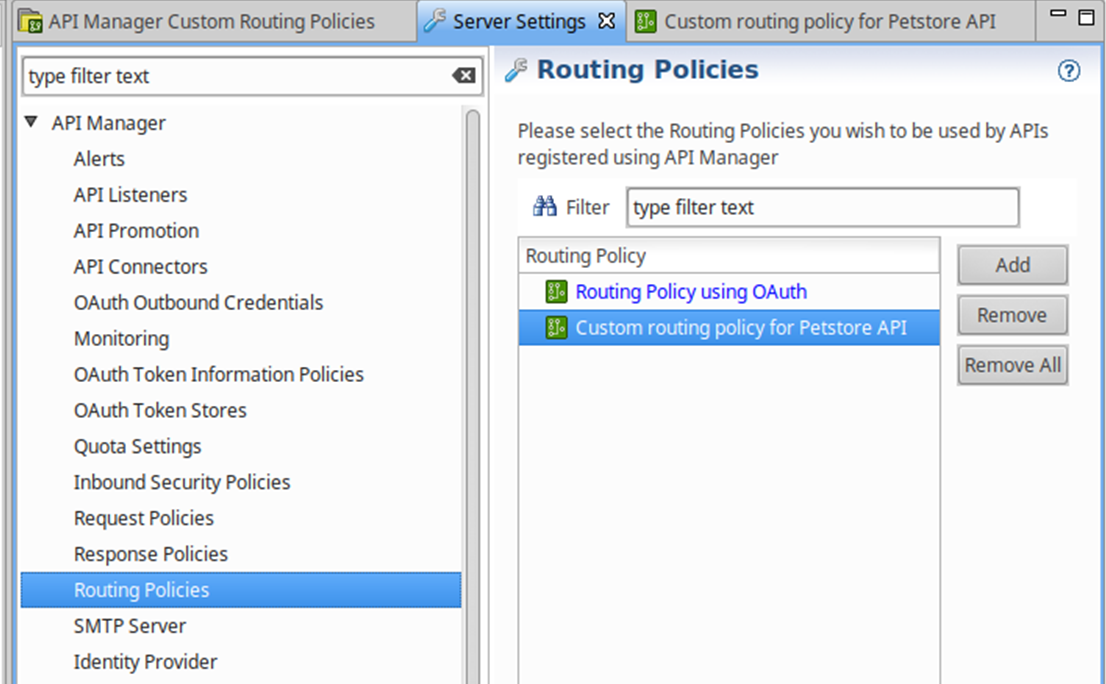 API Manager Custom Routing Policies
Server Settings
Custom routing policy for Petstore API
type filter text
API Manager
Alerts
API Listeners
API Promotion
API Connectors
OAuth Outbound Credentials
Monitoring
OAuth Token Information Policies
OAuth Token Stores
Quota Settings
Inbound Security Policies
Request Policies
Response Policies
Routing Policies
SMTP Server
Identity Provider
Routing Policies
?
Please select the Routing Policies you wish to be used by APIs
registered using API Manager
Filter
type filter text
Routing Policy
Routing Policy using OAuth
Custom routing policy for Petstore API
Add
Remove
Remove All